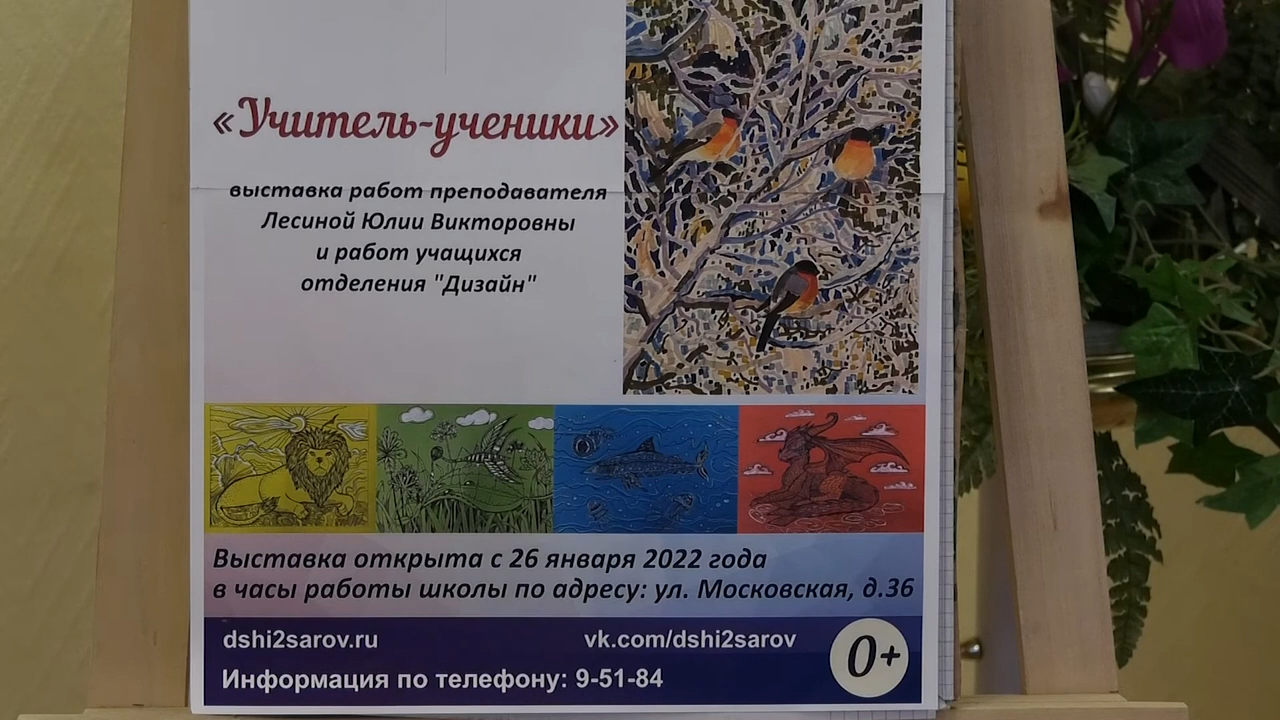 «Учитель-ученики»
выставка работ преподавателя
Лесиной Юлии Викторовны
и работ учащихся
отделения "Дизайн"
Выставка открыта с 26 января 2022 года
в часы работы школы по адресу: ул. Московская, д.36
dshi2sarov.ru
vk.com/dshi2sarov
Информация по телефону: 9-51-84
0+